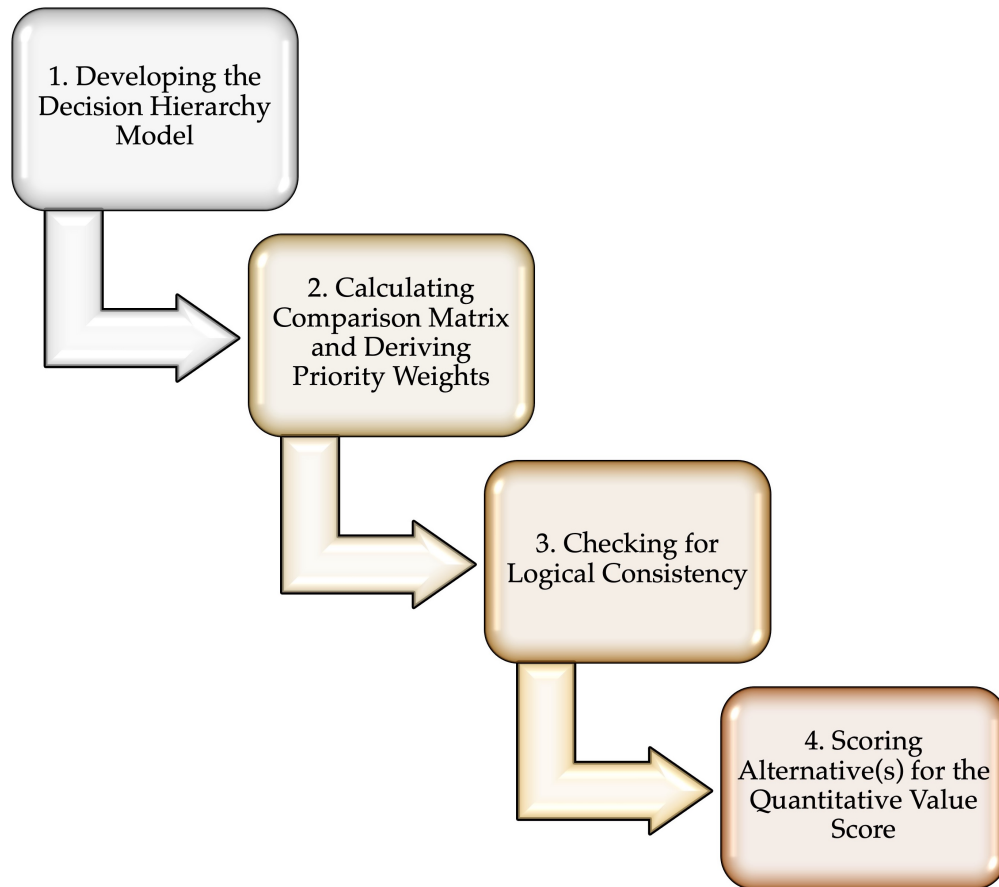 1. Developing the
Decision Hierarchy
Model
2. Calculating
Comparison Matrix
and Deriving
Priority Weights
3. Checking for
Logical Consistency
4. Scoring
Alternative(s) for the
Quantitative Value
Score